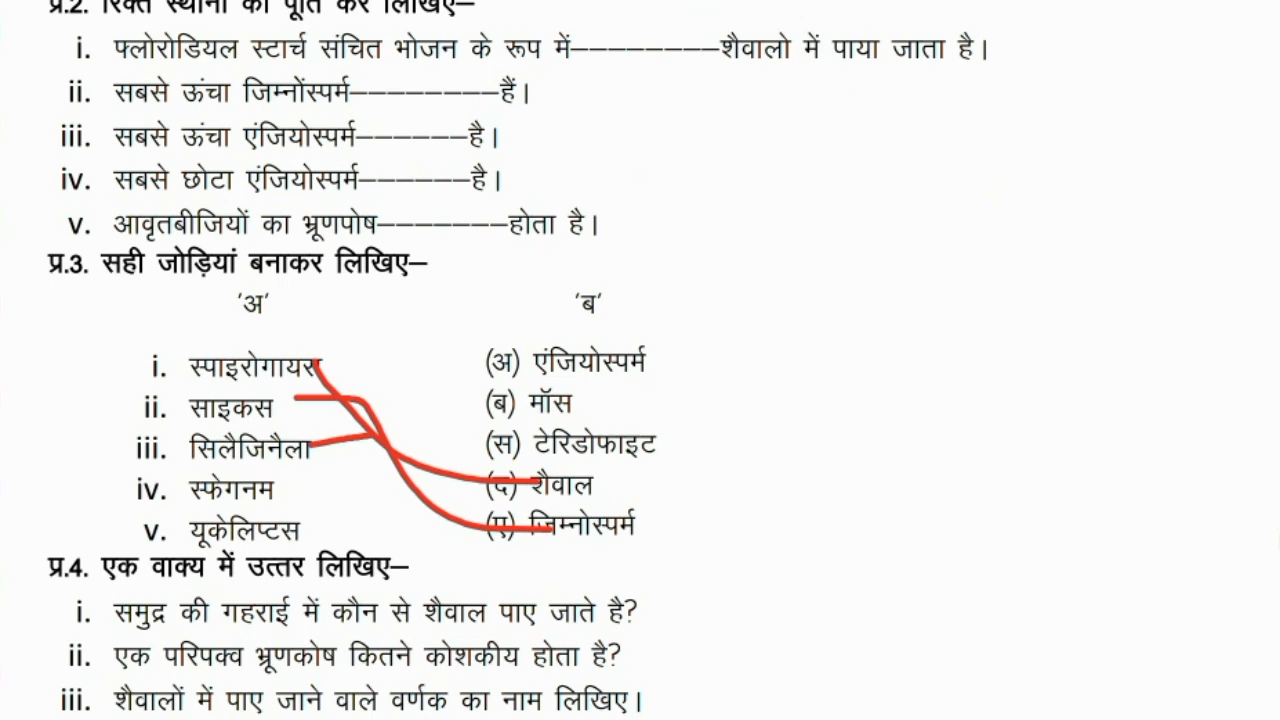 प्र.2. रिक्त स्थानों की पूर्ति कर लिखिए–
i. फ्लोरोडियल स्टार्च संचित भोजन के रूप में––––––––शैवालो में पाया जाता है।
ii. सबसे ऊंचा जिम्नोंस्पर्म––––––––हैं।
iii. सबसे ऊंचा एंजियोस्पर्म––––––है।
iv. सबसे छोटा एंजियोस्पर्म––––––है।
v. आवृतबीजियों का भ्रूणपोष–––––––होता है।
प्र.3. सही जोड़ियां बनाकर लिखिए–
'अ' 'ब'
i. स्पाइरोगायरा (अ) एंजियोस्पर्म
ii. साइकस (ब) मॉस
iii. सिलैजिनैला (स) टेरिडोफाइट
iv. स्फेगनम (द) शैवाल
v. यूकेलिप्टस (ए) जिम्नोस्पर्म
प्र.4. एक वाक्य में उत्तर लिखिए–
i. समुद्र की गहराई में कौन से शैवाल पाए जाते है?
ii. एक परिपक्व भ्रूणकोष कितने कोशकीय होता है?
iii. शैवालों में पाए जाने वाले वर्णक का नाम लिखिए।